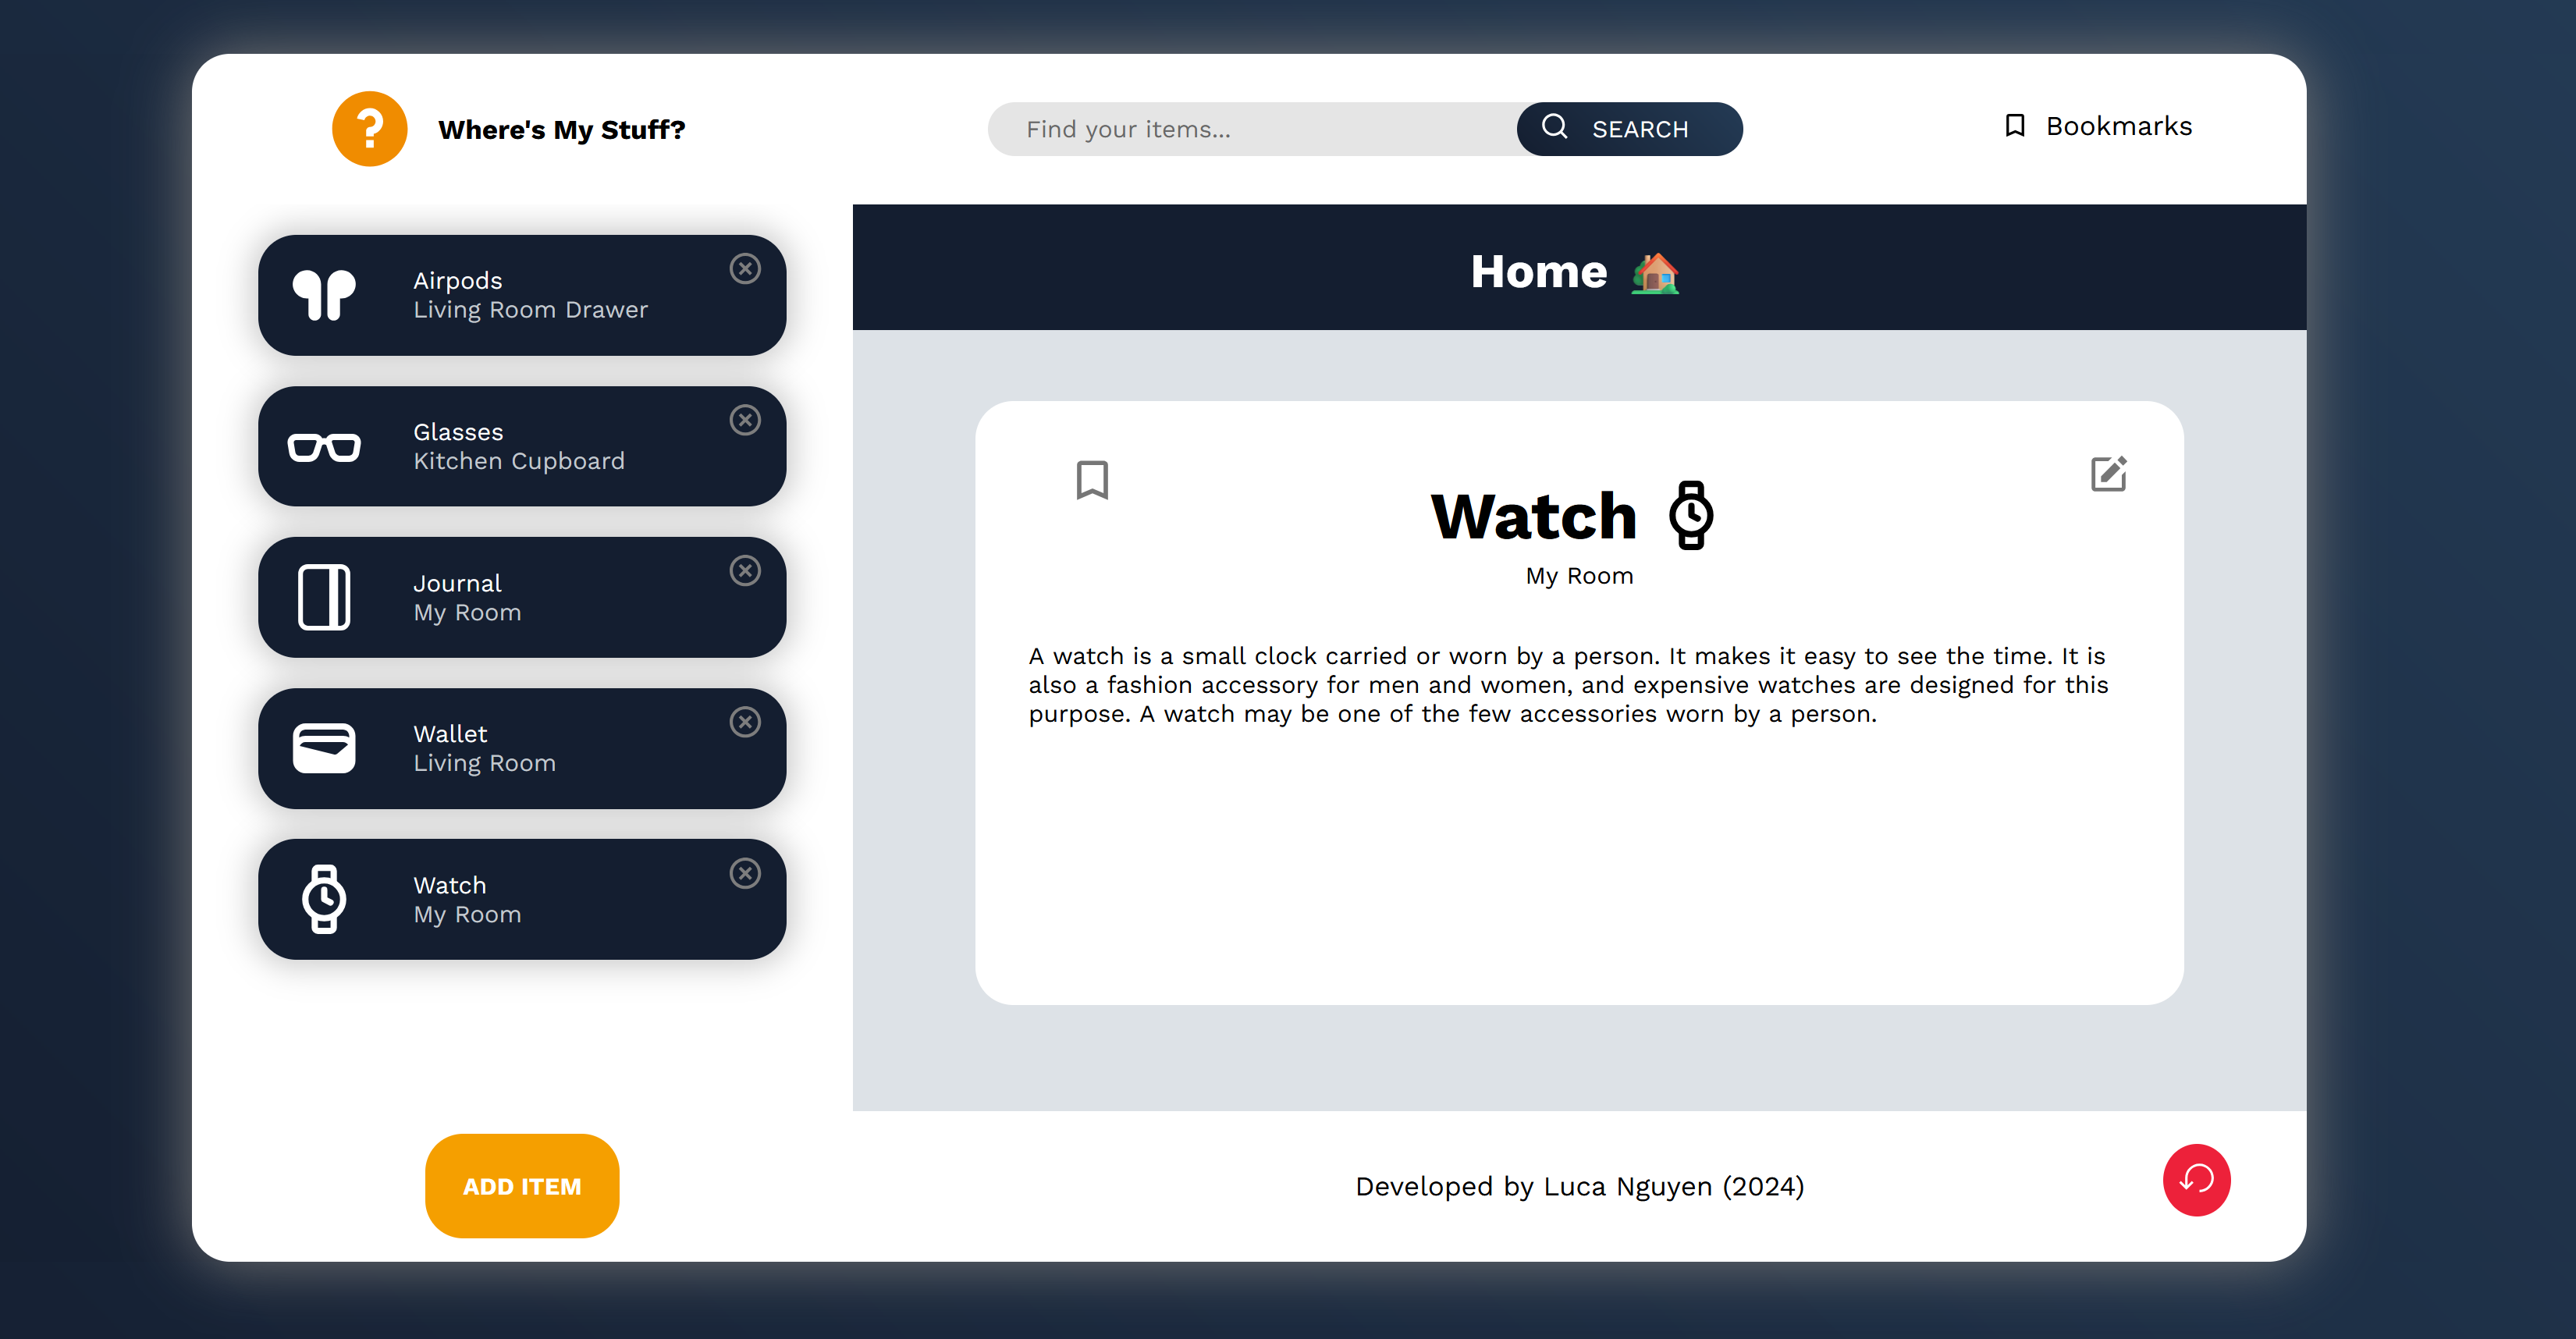 Where's My Stuff?
Find your items...
SEARCH
Bookmarks
Airpods
Living Room Drawer
Glasses
Kitchen Cupboard
Journal
My Room
Wallet
Living Room
Watch
My Room
ADD ITEM
Home
Watch
My Room
A watch is a small clock carried or worn by a person. It makes it easy to see the time. It is
also a fashion accessory for men and women, and expensive watches are designed for this
purpose. A watch may be one of the few accessories worn by a person.
Developed by Luca Nguyen (2024)